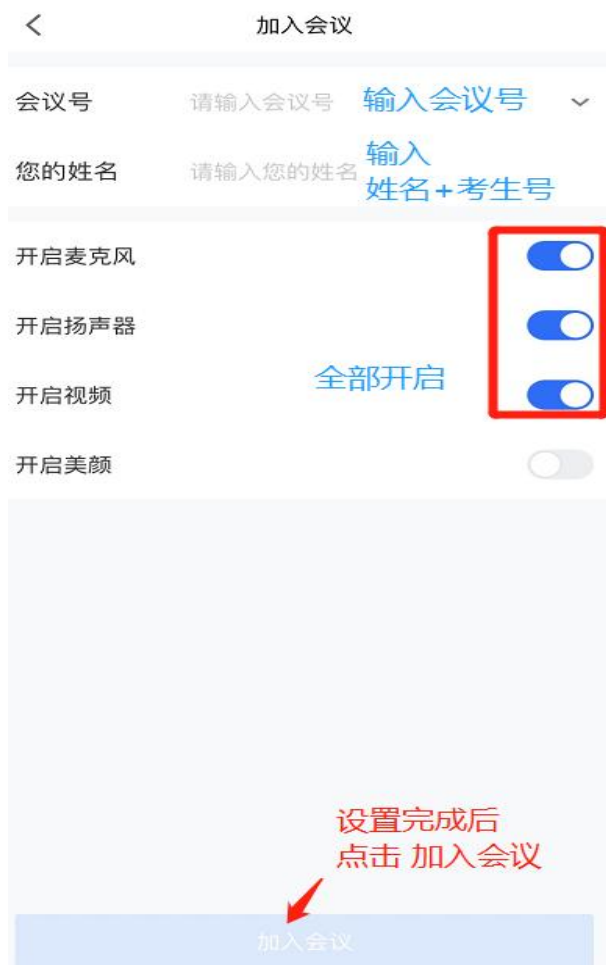 加入会议
会议号 请输入会议号 输入会议号
您的姓名 请输入您的姓名 输入
姓名+考生号
开启麦克风
开启扬声器
全部开启
开启视频
开启美颜
设置完成后
点击 加入会议
加入会议